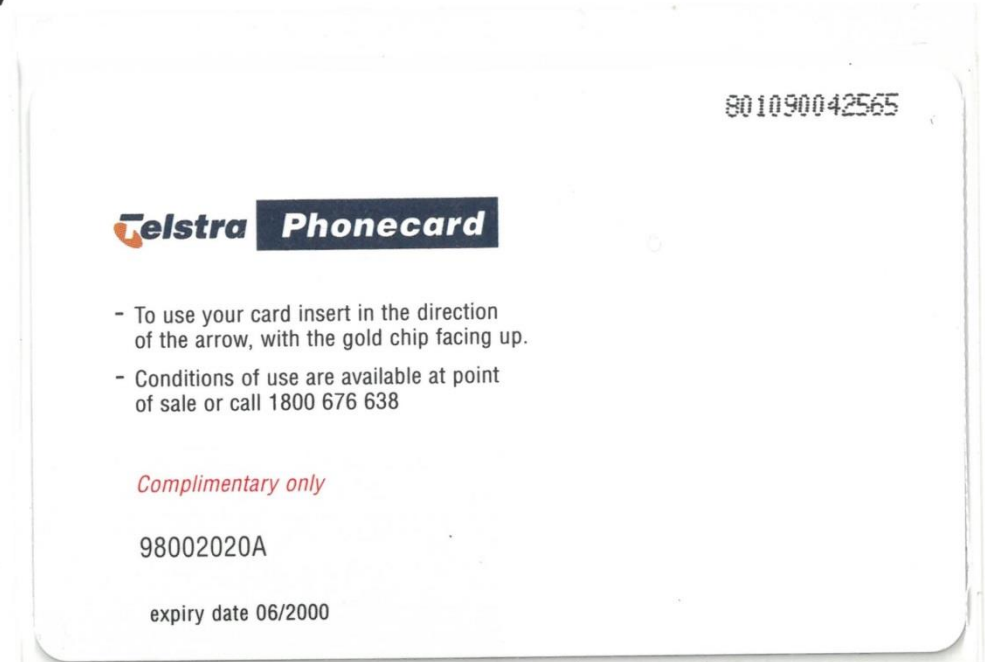 801090042565
Telstra Phonecard
- To use your card insert in the direction
of the arrow, with the gold chip facing up.
- Conditions of use are available at point
of sale or call 1800 676 638
Complimentary only
98002020A
expiry date 06/2000